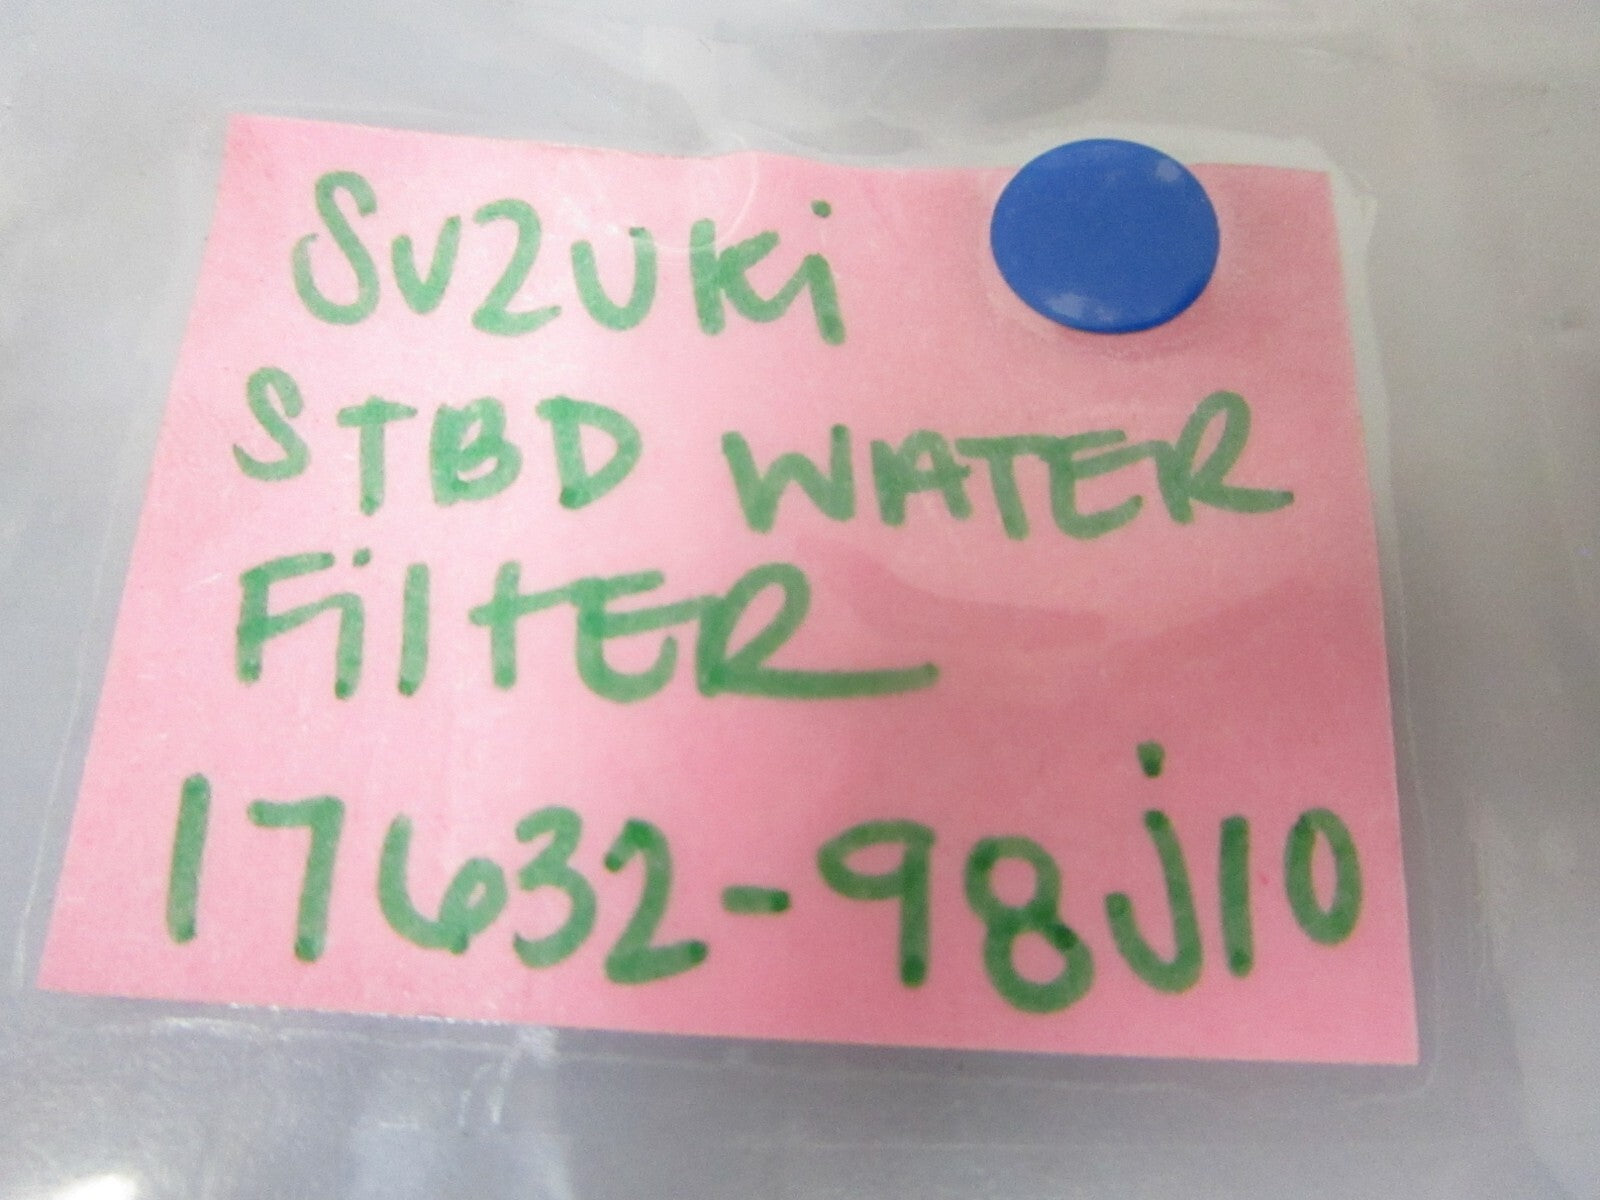 SUZUKi
STBD WATER
FiltER
17632-98j10